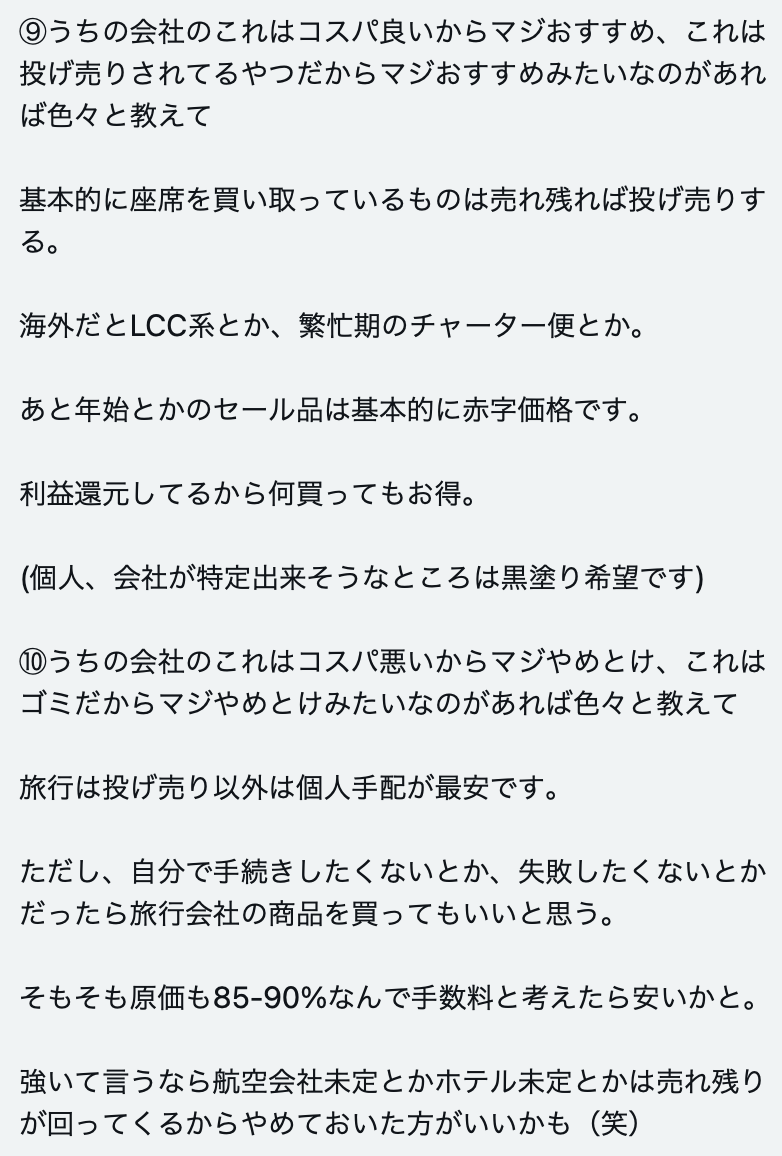 ⑨うちの会社のこれはコスパ良いからマジおすすめ、これは
投げ売りされてるやつだからマジおすすめみたいなのがあれ
ば色々と教えて
基本的に座席を買い取っているものは売れ残れば投げ売りす
る。
海外だとLCC系とか、繁忙期のチャーター便とか。
あと年始とかのセール品は基本的に赤字価格です。
利益還元してるから何買ってもお得。
(個人、会社が特定出来そうなところは黒塗り希望です)
⑩うちの会社のこれはコスパ悪いからマジやめとけ、これは
ゴミだからマジやめとけみたいなのがあれば色々と教えて
旅行は投げ売り以外は個人手配が最安です。
ただし、自分で手続きしたくないとか、失敗したくないとか
だったら旅行会社の商品を買ってもいいと思う。
そもそも原価も85-90%なんで手数料と考えたら安いかと。
強いて言うなら航空会社未定とかホテル未定とかは売れ残り
が回ってくるからやめておいた方がいいかも（笑）